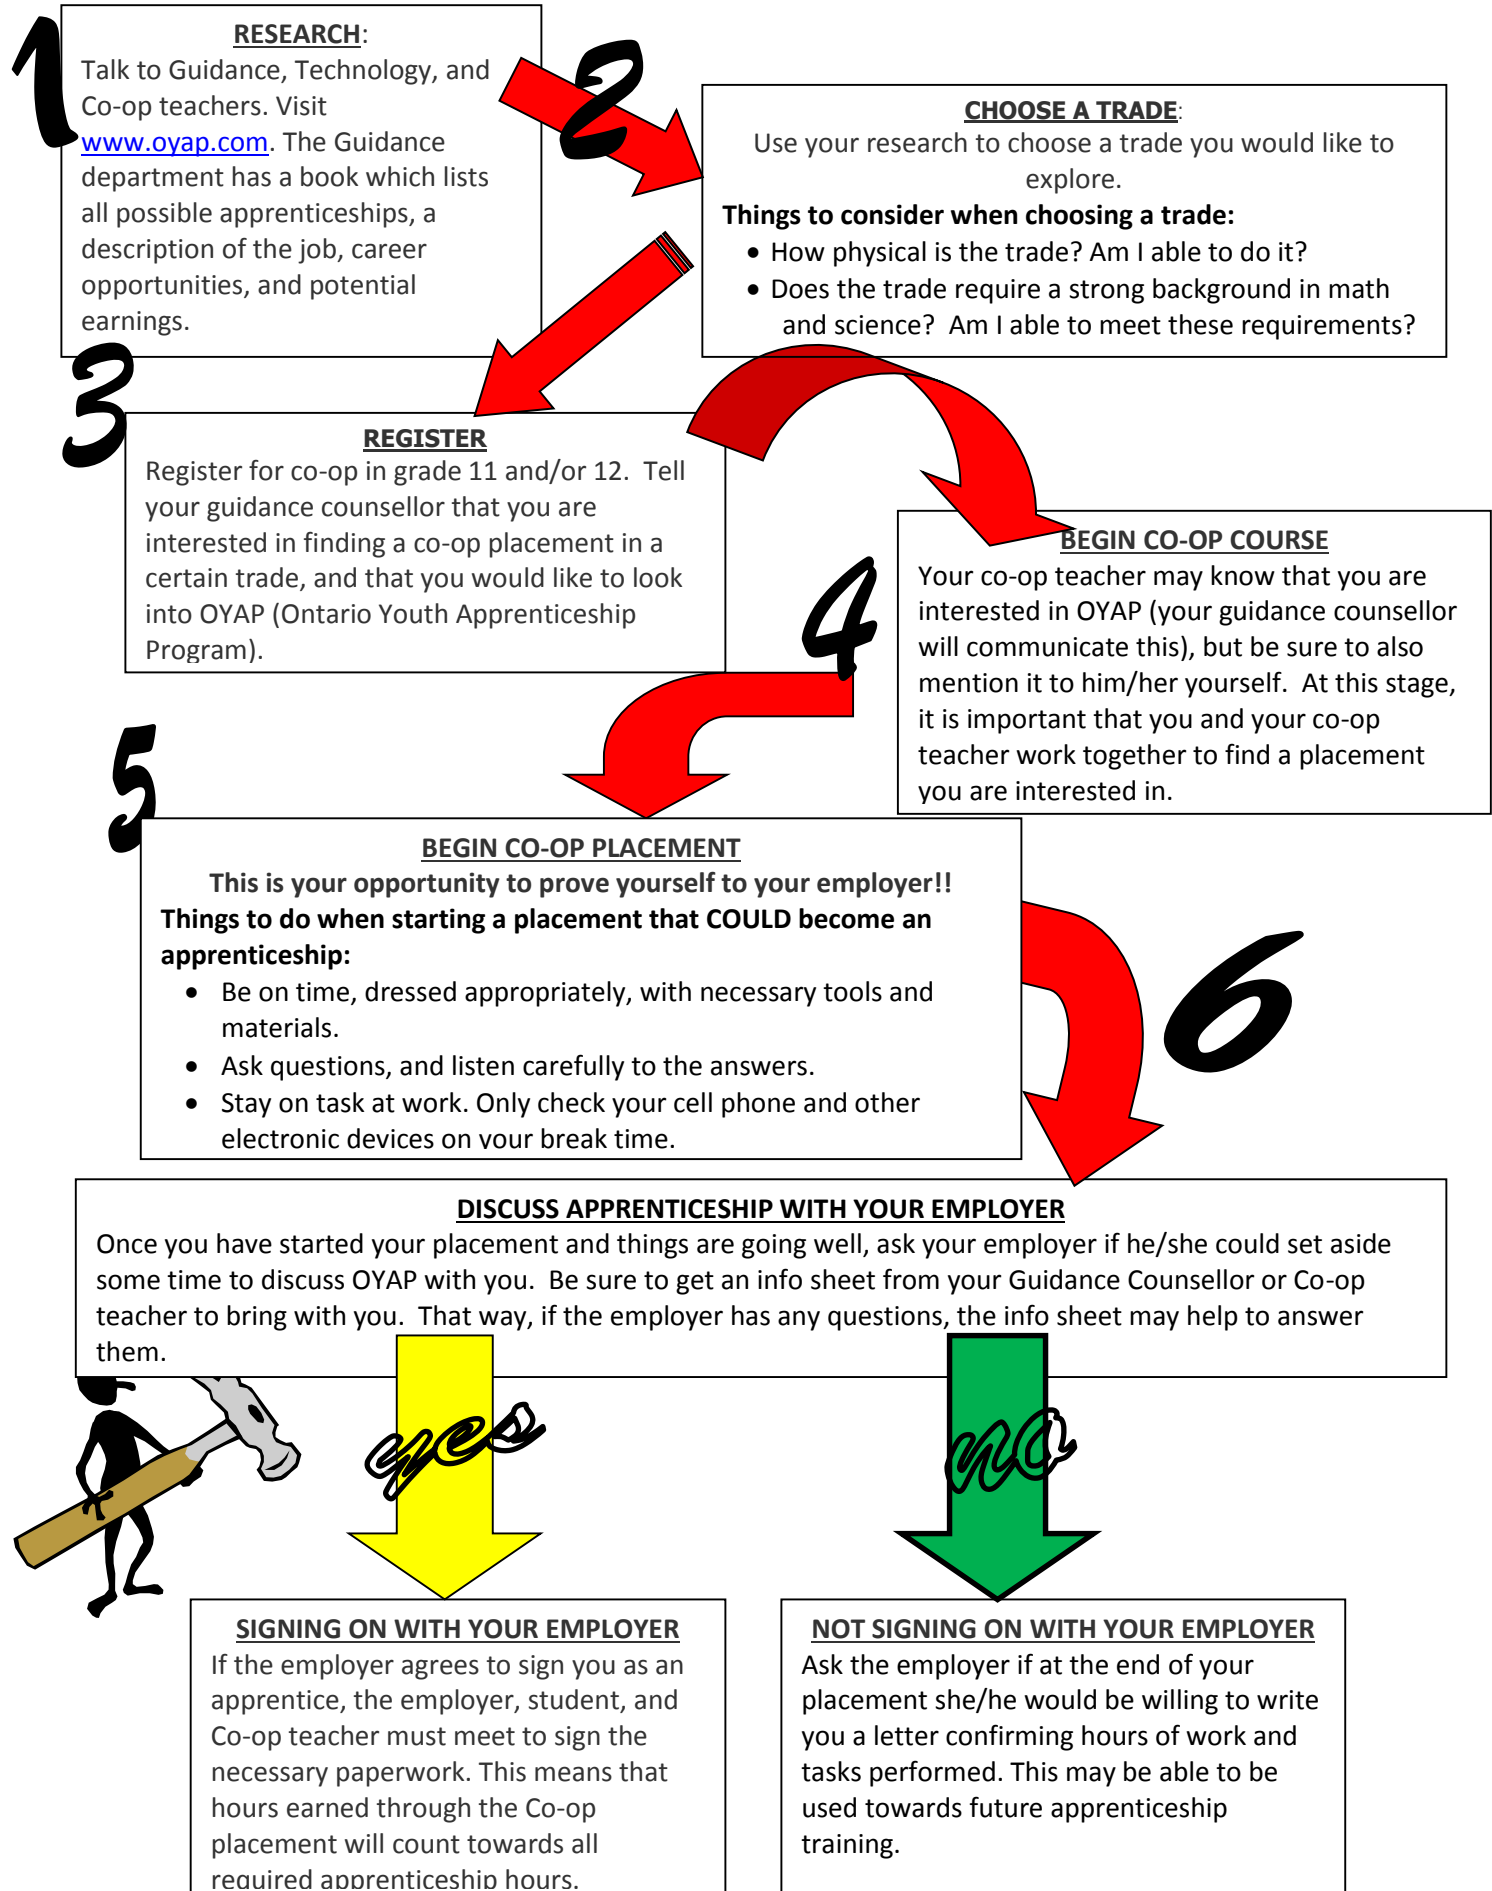 1
RESEARCH:
Talk to Guidance, Technology, and
Co-op teachers. Visit
www.oyap.com. The Guidance
department has a book which lists
all possible apprenticeships, a
description of the job, career
opportunities, and potential
earnings.
2
CHOOSE A TRADE:
Use your research to choose a trade you would like to
explore.
Things to consider when choosing a trade:
• How physical is the trade? Am I able to do it?
• Does the trade require a strong background in math
and science? Am I able to meet these requirements?
3
REGISTER
Register for co-op in grade 11 and/or 12. Tell
your guidance counsellor that you are
interested in finding a co-op placement in a
certain trade, and that you would like to look
into OYAP (Ontario Youth Apprenticeship
Program).
4
BEGIN CO-OP COURSE
Your co-op teacher may know that you are
interested in OYAP (your guidance counsellor
will communicate this), but be sure to also
mention it to him/her yourself. At this stage,
it is important that you and your co-op
teacher work together to find a placement
you are interested in.
5
BEGIN CO-OP PLACEMENT
This is your opportunity to prove yourself to your employer!!
Things to do when starting a placement that COULD become an
apprenticeship:
• Be on time, dressed appropriately, with necessary tools and
materials.
• Ask questions, and listen carefully to the answers.
• Stay on task at work. Only check your cell phone and other
electronic devices on your break time.
6
DISCUSS APPRENTICESHIP WITH YOUR EMPLOYER
Once you have started your placement and things are going well, ask your employer if he/she could set aside
some time to discuss OYAP with you. Be sure to get an info sheet from your Guidance Counsellor or Co-op
teacher to bring with you. That way, if the employer has any questions, the info sheet may help to answer
them.
yes
no
SIGNING ON WITH YOUR EMPLOYER
If the employer agrees to sign you as an
apprentice, the employer, student, and
Co-op teacher must meet to sign the
necessary paperwork. This means that
hours earned through the Co-op
placement will count towards all
required apprenticeship hours.
NOT SIGNING ON WITH YOUR EMPLOYER
Ask the employer if at the end of your
placement she/he would be willing to write
you a letter confirming hours of work and
tasks performed. This may be able to be
used towards future apprenticeship
training.